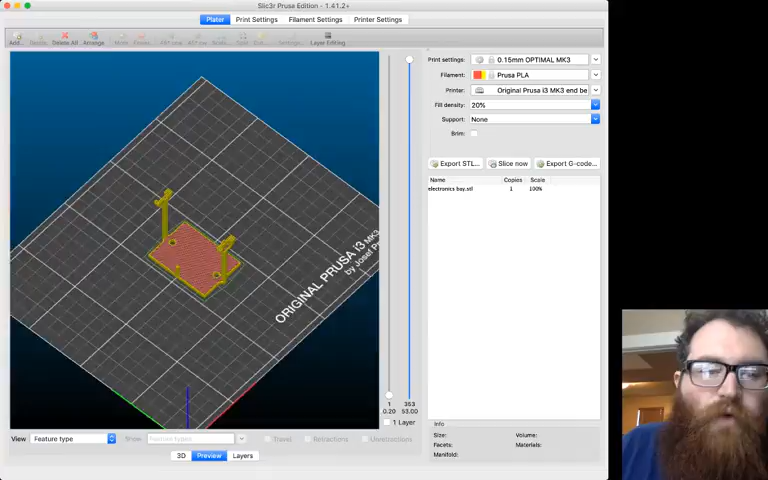 Slic3r Prusa Edition - 1.41.2+
Plater
Print Settings
Filament Settings
Printer Settings
Add...
Delete All
Arrange
Layer Editing
Print settings:
0.15mm OPTIMAL MK3
Filament:
Prusa PLA
Printer:
Original Prusa i3 MK3 end be
Fill density:
20%
Support:
None
Brim:
Export STL...
Slice now
Export G-code...
Name
Copies
Scale
electronics bay.stl
1
100%
ORIGINAL PRUSA i3 MK3
by Josef P
1
0.20
353
53.00
1 Layer
View
Feature type
Show
Feature types
Travel
Retractions
Unretractions
3D
Preview
Layers
Info
Size:
Volume:
Facets:
Materials:
Manifold: